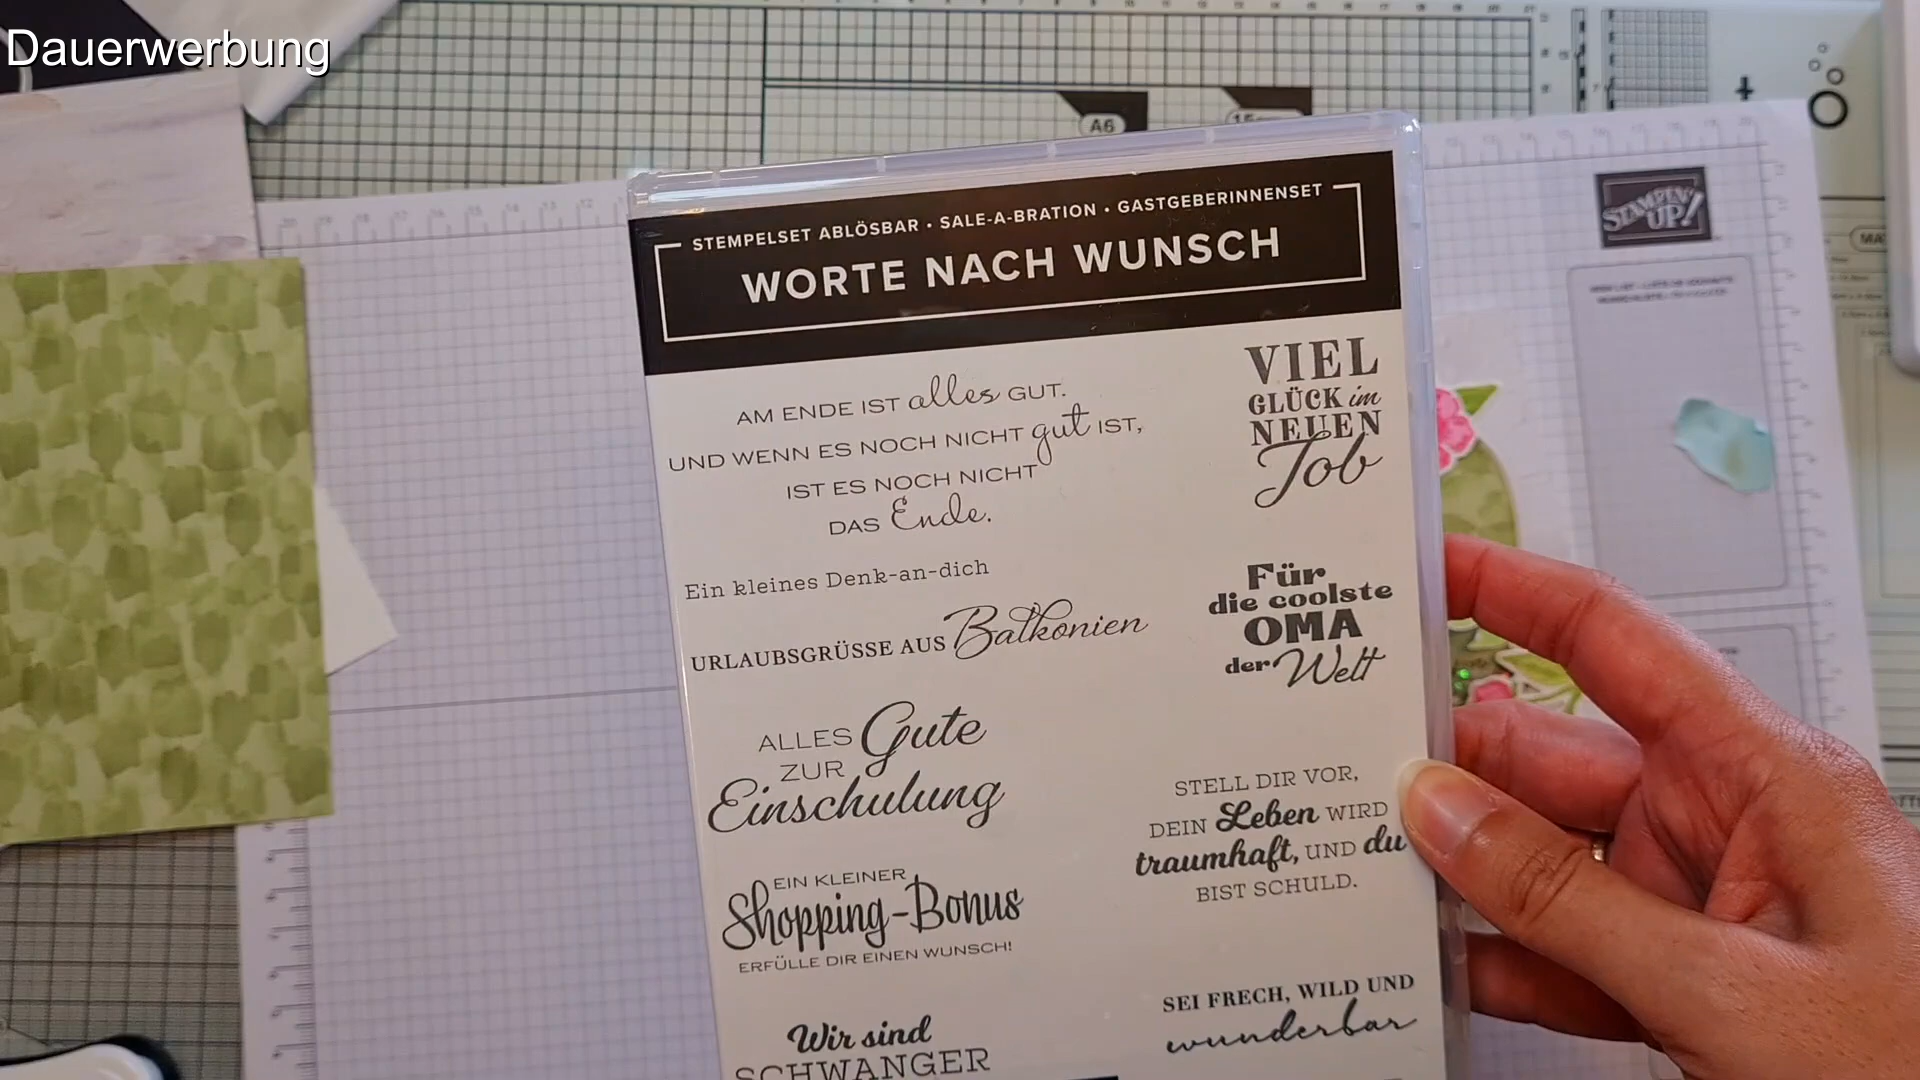 Dauerwerbung
A6
STAMPIN' UP!
STEMPELSET ABLÖSBAR • SALE-A-BRATION • GASTGEBERINNENSET
WORTE NACH WUNSCH
AM ENDE IST alles GUT.
UND WENN ES NOCH NICHT gut IST,
IST ES NOCH NICHT
DAS Ende.
Ein kleines Denk-an-dich
URLAUBSGRÜSSE AUS Balkonien
ALLES Gute
ZUR
Einschulung
EIN KLEINER
Shopping-Bonus
ERFÜLLE DIR EINEN WUNSCH!
Wir sind
SCHWANGER
VIEL
GLÜCK im
NEUEN
Job
Für
die coolste
OMA
der Welt
STELL DIR VOR,
DEIN Leben WIRD
traumhaft, UND du
BIST SCHULD.
SEI FRECH, WILD UND
wunderbar